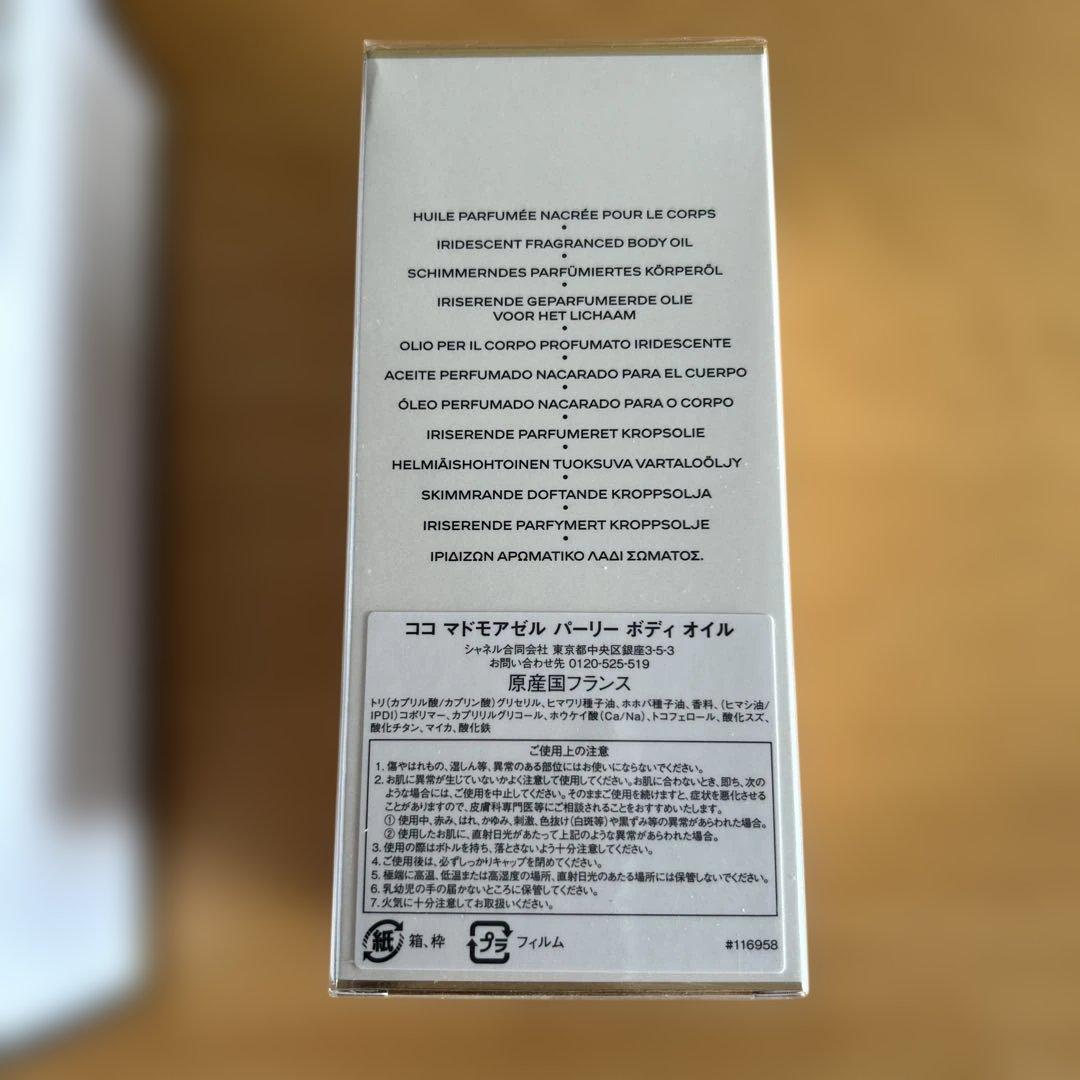 HUILE PARFUMÉE NACRÉE POUR LE CORPS
•
IRIDESCENT FRAGRANCED BODY OIL
•
SCHIMMERNDES PARFÜMIERTES KÖRPERÖL
•
IRISERENDE GEPARFUMEERDE OLIE
VOOR HET LICHAAM
•
OLIO PER IL CORPO PROFUMATO IRIDESCENTE
•
ACEITE PERFUMADO NACARADO PARA EL CUERPO
•
ÓLEO PERFUMADO NACARADO PARA O CORPO
•
IRISERENDE PARFUMERET KROPSOLIE
•
HELMIÄISHOHTOINEN TUOKSUVA VARTALOÖLJY
•
SKIMMRANDE DOFTANDE KROPPSOLJA
•
IRISERENDE PARFYMERT KROPPSOLJE
•
ΙΡΙΔΙΖΩΝ ΑΡΩΜΑΤΙΚΟ ΛΑΔΙ ΣΩΜΑΤΟΣ.
ココ マドモアゼル パーリー ボディ オイル
シャネル合同会社 東京都中央区銀座3-5-3
お問い合わせ先 0120-525-519
原産国フランス
トリ(カプリル酸/カプリン酸)グリセリル、ヒマワリ種子油、ホホバ種子油、香料、(ヒマシ油/
IPDI)コポリマー、カプリリルグリコール、ホウケイ酸(Ca/Na)、トコフェロール、酸化スズ、
酸化チタン、マイカ、酸化鉄
ご使用上の注意
1. 傷やはれもの、湿しん等、異常のある部位にはお使いにならないでください。
2. お肌に異常が生じていないかよく注意して使用してください。お肌に合わないとき、即ち、次の
ような場合には、ご使用を中止してください。そのままご使用を続けますと、症状を悪化させる
ことがありますので、皮膚科専門医等にご相談されることをおすすめいたします。
① 使用中、赤み、はれ、かゆみ、刺激、色抜け(白斑等)や黒ずみ等の異常があらわれた場合。
② 使用したお肌に、直射日光があたって上記のような異常があらわれた場合。
3. 使用の際はボトルを持ち、落とさないよう十分注意してください。
4. ご使用後は、必ずしっかりキャップを閉めてください。
5. 極端に高温、低温または高湿度の場所、直射日光のあたる場所には保管しないでください。
6. 乳幼児の手の届かないところに保管してください。
7. 火気に十分注意してお取扱いください。
紙 箱、枠 プラ フィルム #116958